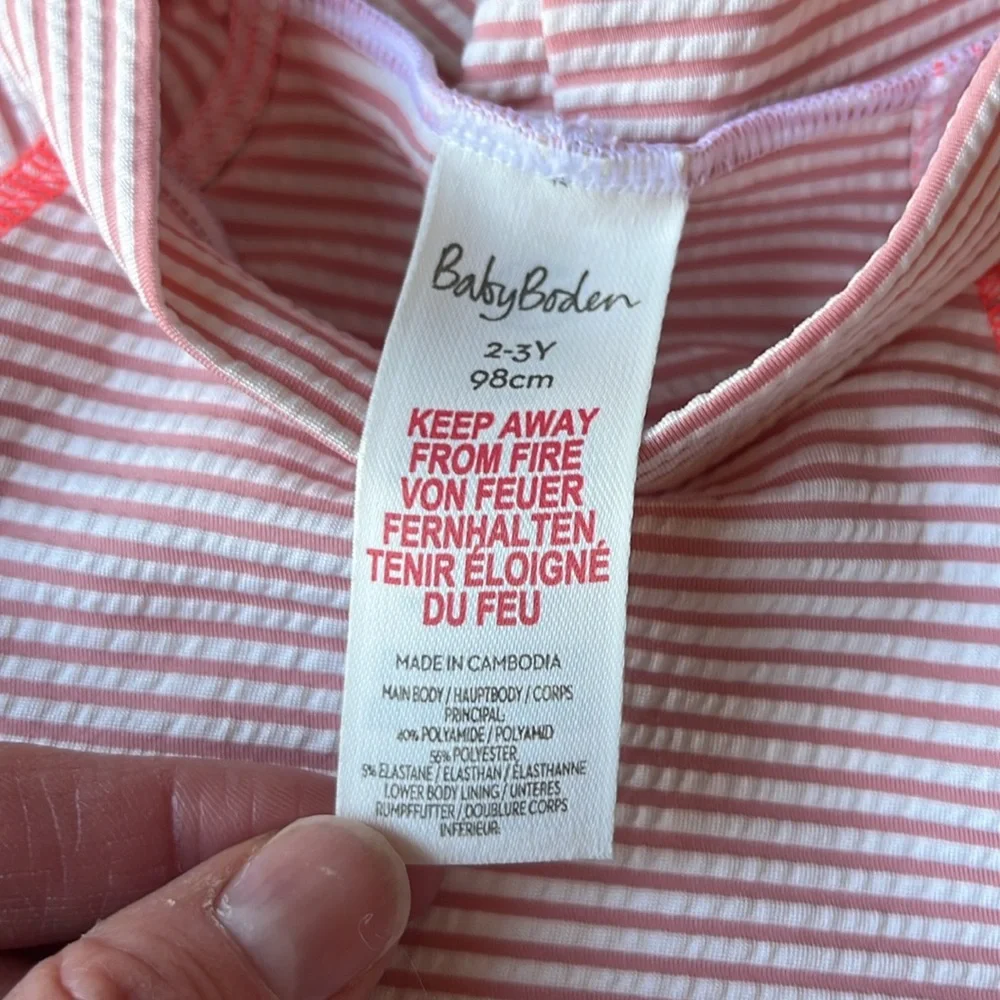 BabyBoden
2-3Y
98cm
KEEP AWAY
FROM FIRE
VON FEUER
FERNHALTEN
TENIR ÉLOIGNÉ
DU FEU
MADE IN CAMBODIA
MAIN BODY / HAUPTBODY / CORPS
PRINCIPAL:
40% POLYAMIDE / POLYAMID
55% POLYESTER
5% ELASTANE / ELASTHAN / ÉLASTHANNE
LOWER BODY LINING / UNTERES
RUMPFFUTTER / DOUBLURE CORPS
INFÉRIEUR: